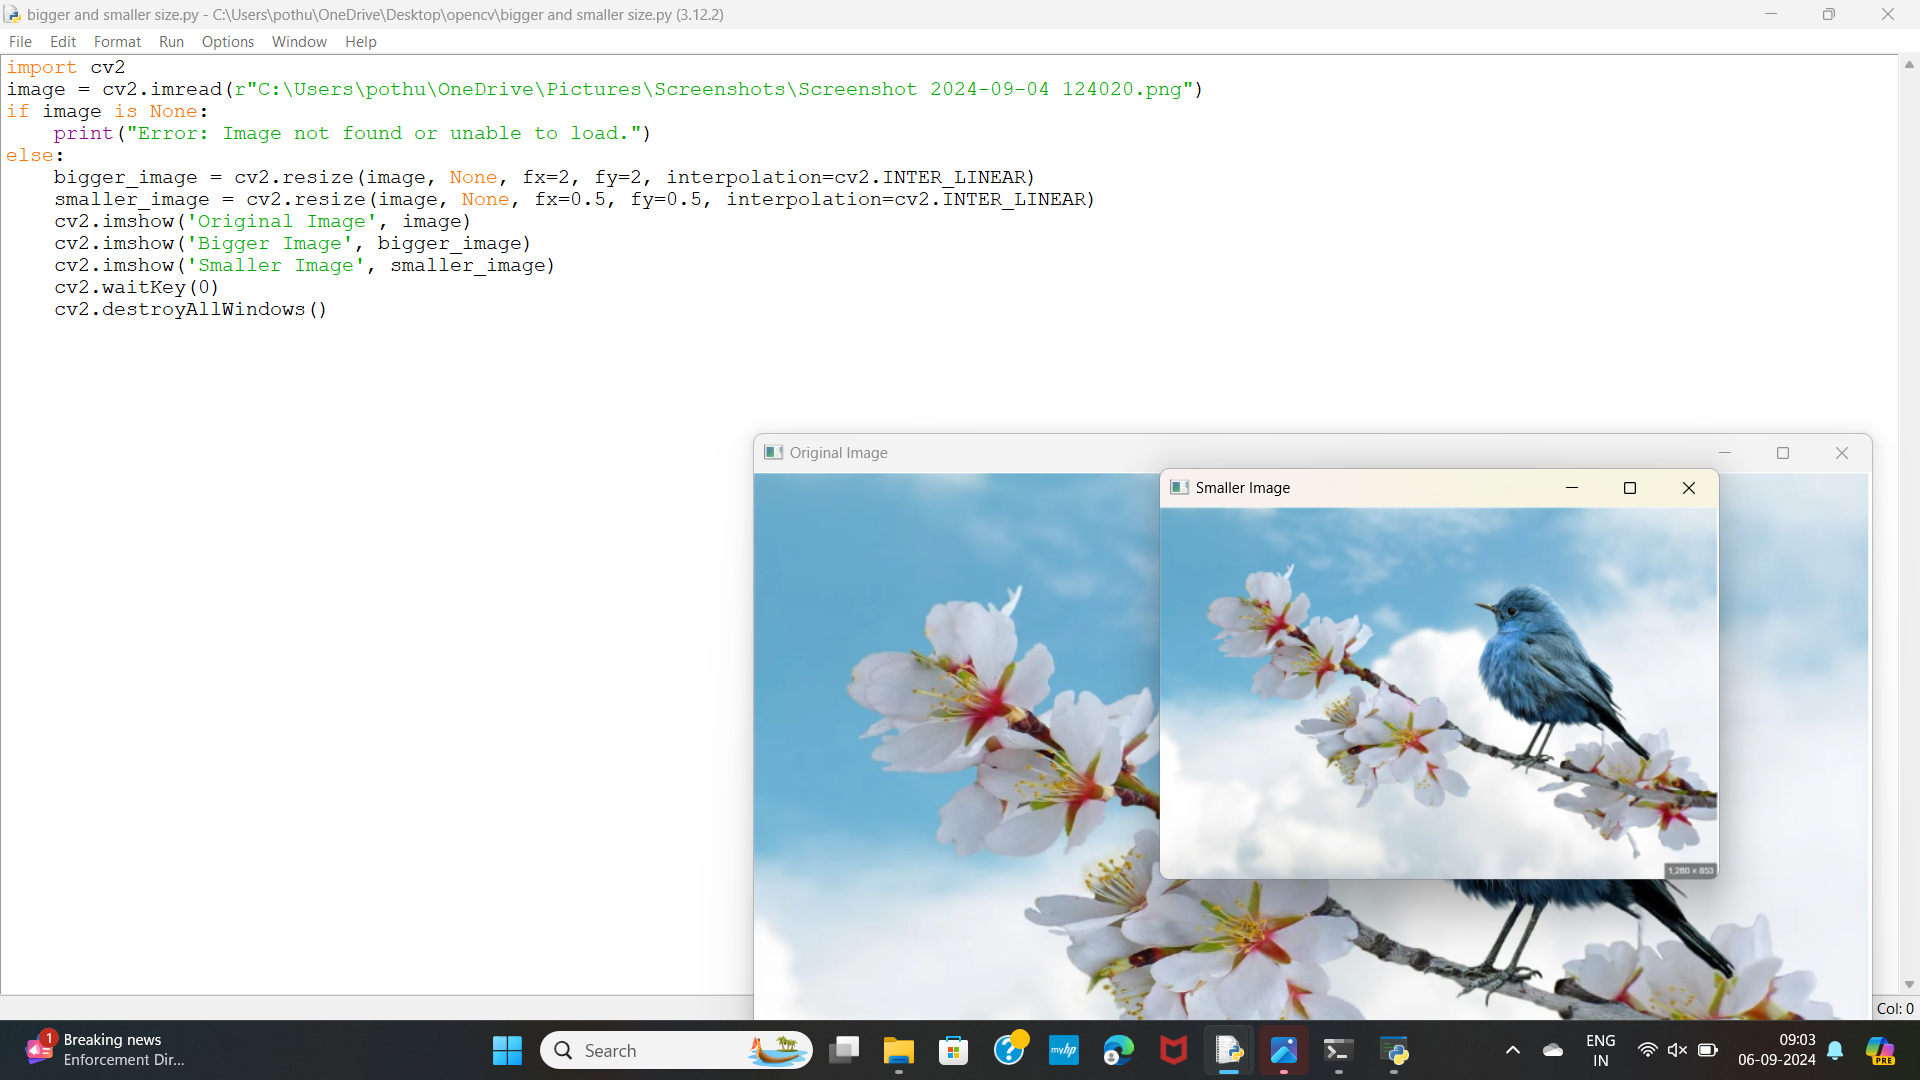 bigger and smaller size.py - C:\Users\pothu\OneDrive\Desktop\opencv\bigger and smaller size.py (3.12.2)
File Edit Format Run Options Window Help
import cv2
image = cv2.imread(r"C:\Users\pothu\OneDrive\Pictures\Screenshots\Screenshot 2024-09-04 124020.png")
if image is None:
    print("Error: Image not found or unable to load.")
else:
    bigger_image = cv2.resize(image, None, fx=2, fy=2, interpolation=cv2.INTER_LINEAR)
    smaller_image = cv2.resize(image, None, fx=0.5, fy=0.5, interpolation=cv2.INTER_LINEAR)
    cv2.imshow('Original Image', image)
    cv2.imshow('Bigger Image', bigger_image)
    cv2.imshow('Smaller Image', smaller_image)
    cv2.waitKey(0)
    cv2.destroyAllWindows()
Original Image
Smaller Image
1,280 × 853
Col: 0
1
Breaking news
Enforcement Dir...
Search
myhp
PRE
ENG
IN
09:03
06-09-2024